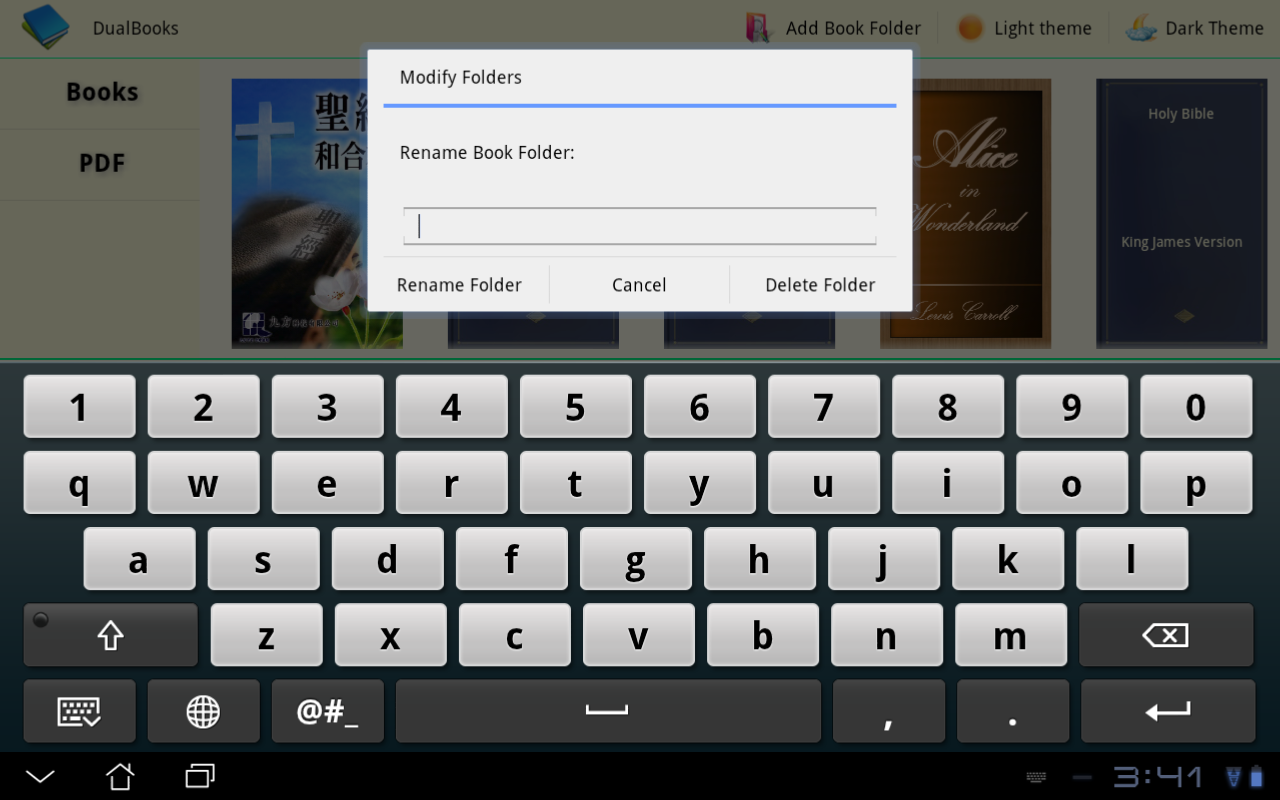 DualBooks
Add Book Folder
Light theme
Dark Theme
Books
PDF
Modify Folders
Rename Book Folder:
Rename Folder
Cancel
Delete Folder
聖
和合
聖經
Alice
in
Wonderland
Lewis Carroll
Holy Bible
King James Version
1 2 3 4 5 6 7 8 9 0
q w e r t y u i o p
a s d f g h j k l
z x c v b n m
@#_ , .
3:41